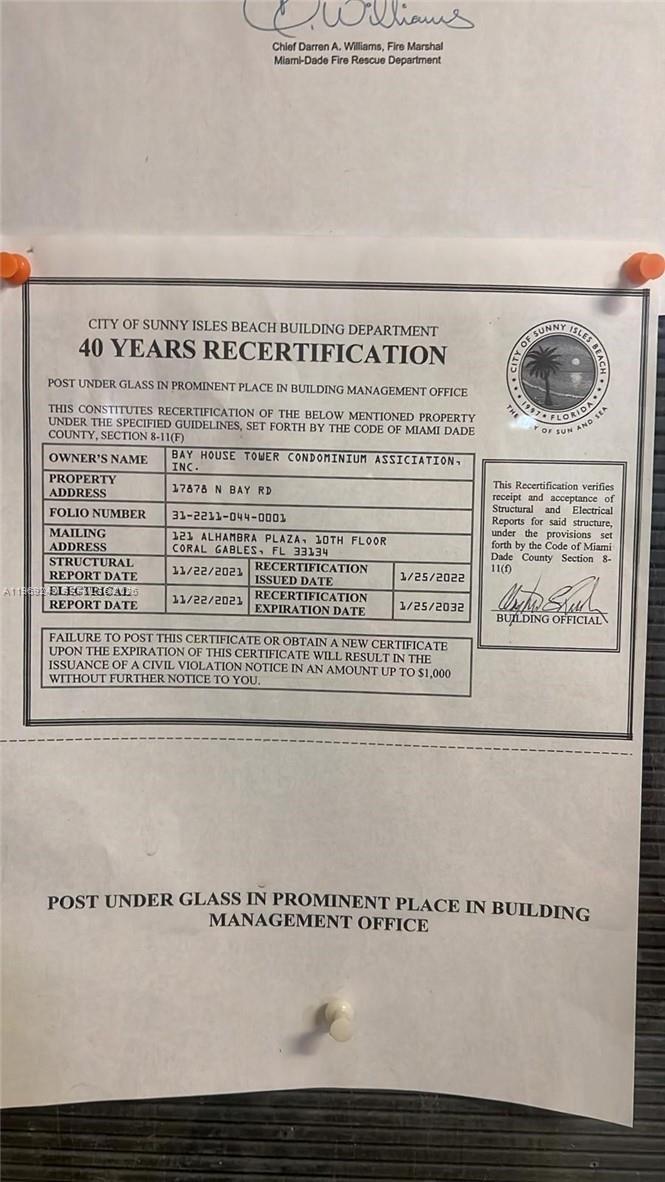 D. Williams
Chief Darren A. Williams, Fire Marshal
Miami-Dade Fire Rescue Department
CITY OF SUNNY ISLES BEACH BUILDING DEPARTMENT
40 YEARS RECERTIFICATION
POST UNDER GLASS IN PROMINENT PLACE IN BUILDING MANAGEMENT OFFICE
THIS CONSTITUTES RECERTIFICATION OF THE BELOW MENTIONED PROPERTY
UNDER THE SPECIFIED GUIDELINES, SET FORTH BY THE CODE OF MIAMI DADE
COUNTY, SECTION 8-11(F)
CITY OF SUNNY ISLES BEACH
1997 • FLORIDA
THE CITY OF SUN AND SEA
OWNER'S NAME BAY HOUSE TOWER CONDOMINIUM ASSICIATION,
INC.
PROPERTY
ADDRESS 17878 N BAY RD
FOLIO NUMBER 31-2211-044-0001
MAILING
ADDRESS 121 ALHAMBRA PLAZA, 10TH FLOOR
CORAL GABLES, FL 33134
STRUCTURAL
REPORT DATE 11/22/2021 RECERTIFICATION
ISSUED DATE 1/25/2022
REPORT DATE 11/22/2021 RECERTIFICATION
EXPIRATION DATE 1/25/2032
FAILURE TO POST THIS CERTIFICATE OR OBTAIN A NEW CERTIFICATE
UPON THE EXPIRATION OF THIS CERTIFICATE WILL RESULT IN THE
ISSUANCE OF A CIVIL VIOLATION NOTICE IN AN AMOUNT UP TO $1,000
WITHOUT FURTHER NOTICE TO YOU.
This Recertification verifies
receipt and acceptance of
Structural and Electrical
Reports for said structure,
under the provisions set
forth by the Code of Miami
Dade County Section 8-
11(f)
BUILDING OFFICIAL
POST UNDER GLASS IN PROMINENT PLACE IN BUILDING
MANAGEMENT OFFICE